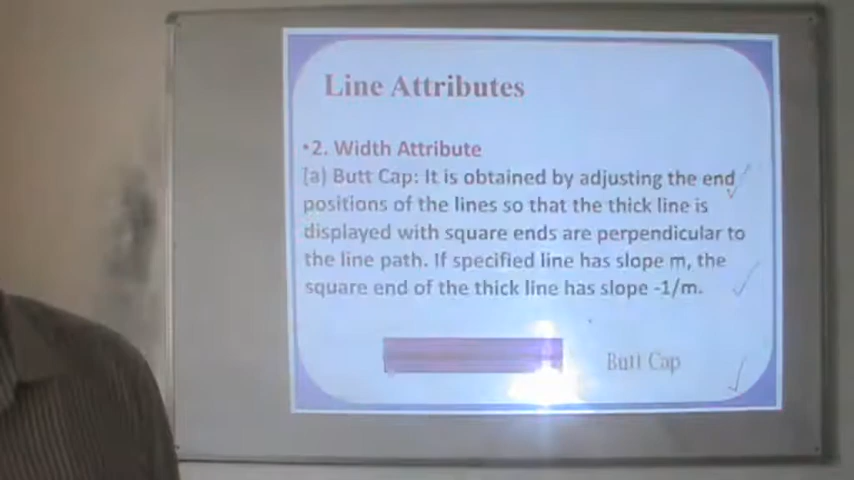 Line Attributes
•2. Width Attribute
(a) Butt Cap: It is obtained by adjusting the end
positions of the lines so that the thick line is
displayed with square ends are perpendicular to
the line path. If specified line has slope m, the
square end of the thick line has slope -1/m.
Butt Cap